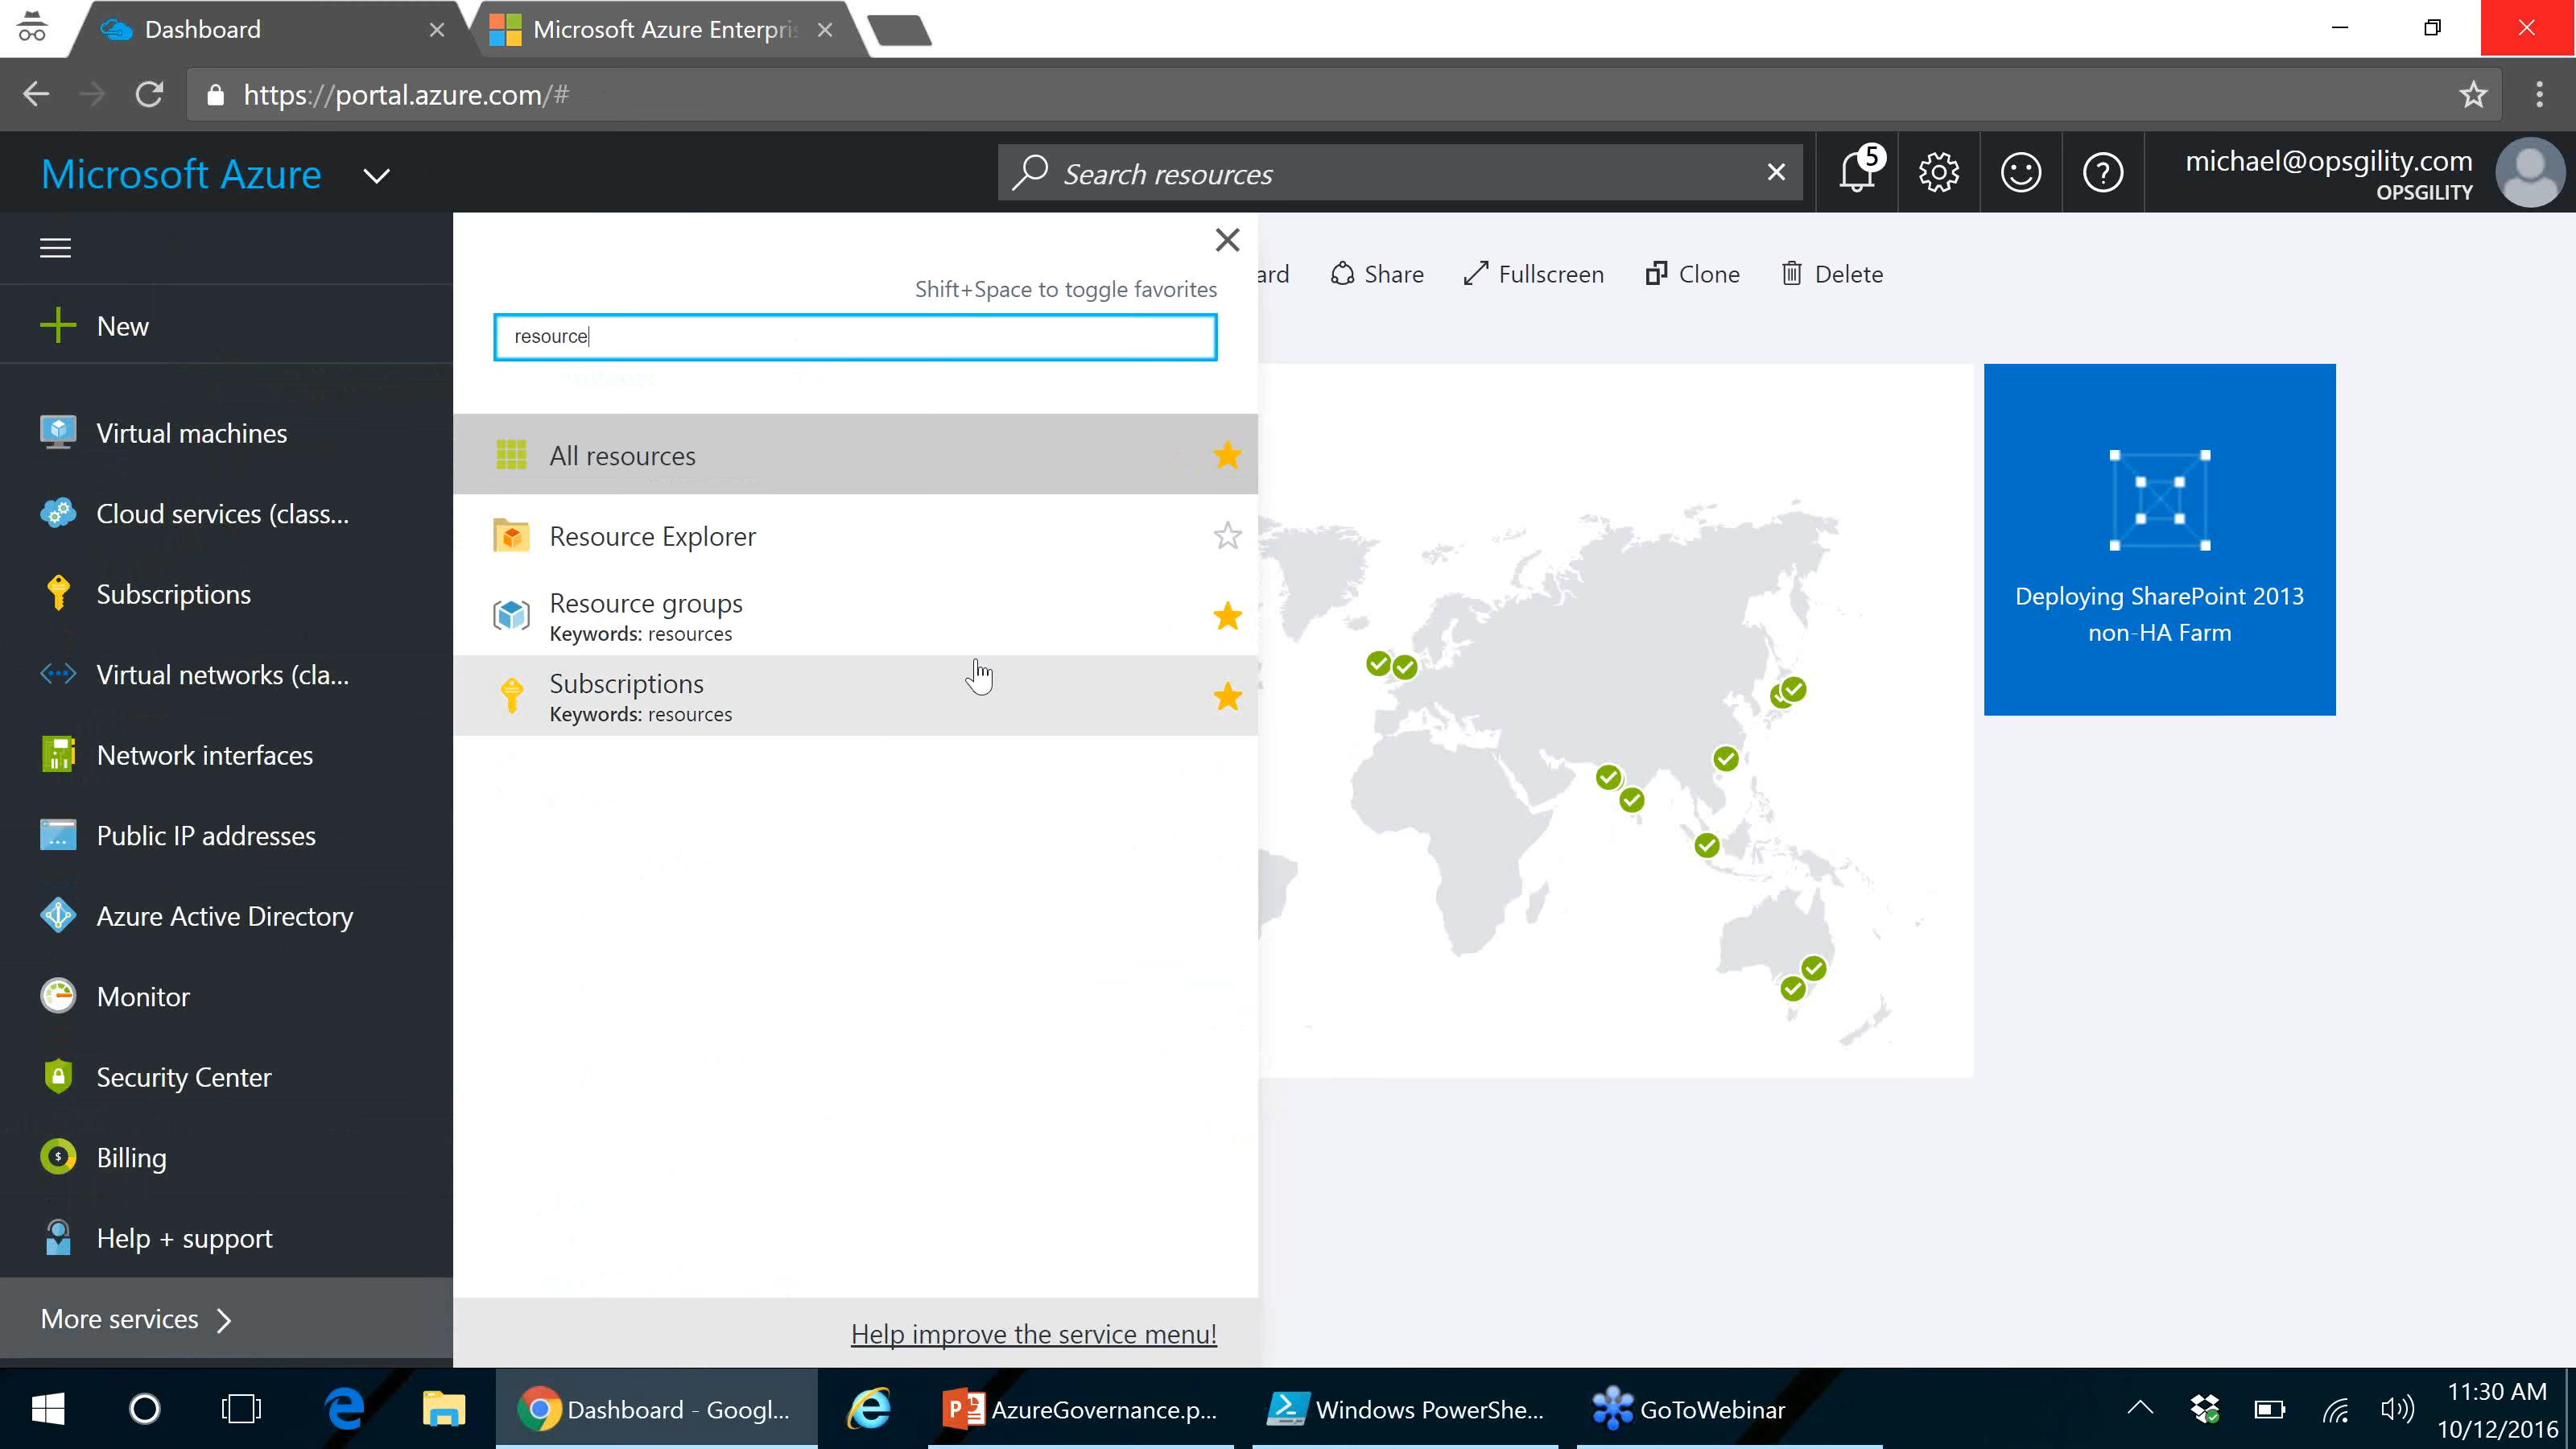 Dashboard
Microsoft Azure Enterpri
https://portal.azure.com/#
Microsoft Azure
Search resources
5
michael@opsgility.com
OPSGILITY
Shift+Space to toggle favorites
ard
Share
Fullscreen
Clone
Delete
New
resource
Virtual machines
All resources
Cloud services (class...
Resource Explorer
Subscriptions
Resource groups
Keywords: resources
Deploying SharePoint 2013
non-HA Farm
Virtual networks (cla...
Subscriptions
Keywords: resources
Network interfaces
Public IP addresses
Azure Active Directory
Monitor
Security Center
Billing
Help + support
More services
Help improve the service menu!
Dashboard - Googl...
AzureGovernance.p...
Windows PowerShe...
GoToWebinar
11:30 AM
10/12/2016